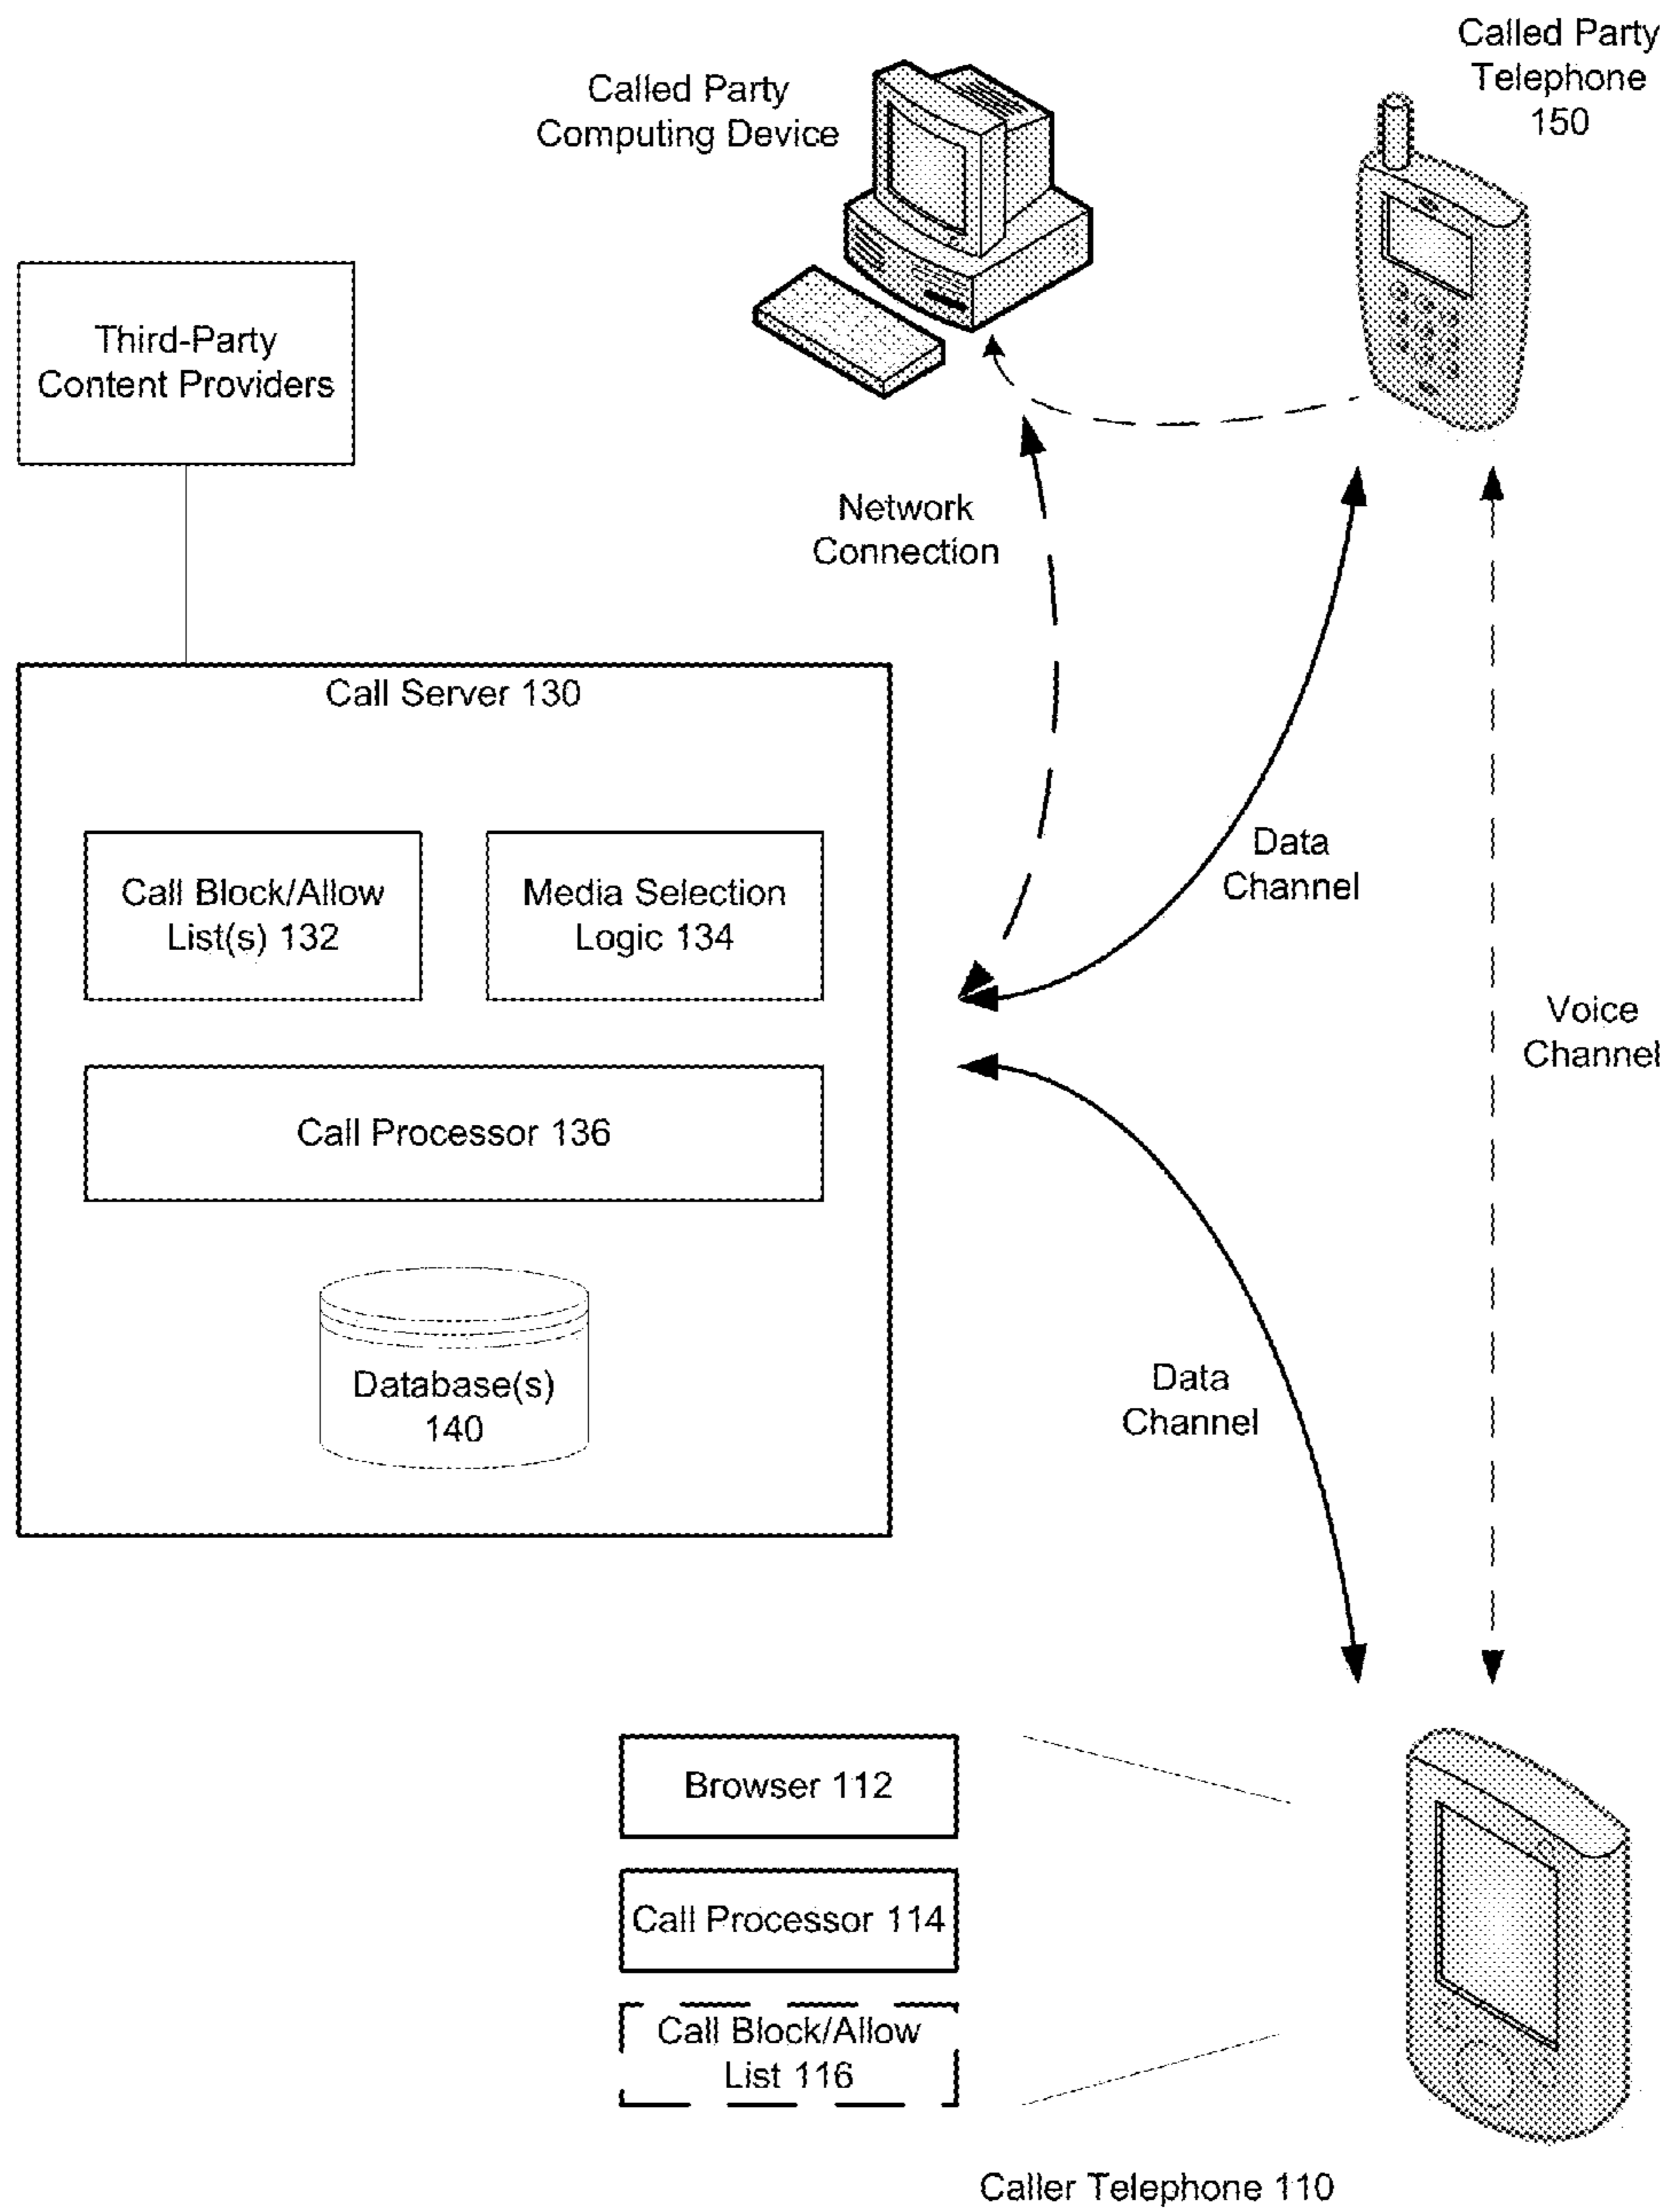 Called Party
Telephone
150
Called Party
Computing Device
Third-Party
Content Providers
Network
Connection
Call Server 130
Data
Channel
Call Block/Allow
List(s) 132
Media Selection
Logic 134
Voice
Channel
Call Processor 136
Database(s)
140
Data
Channel
Browser 112
Call Processor 114
Call Block/Allow
List 116
Caller Telephone 110